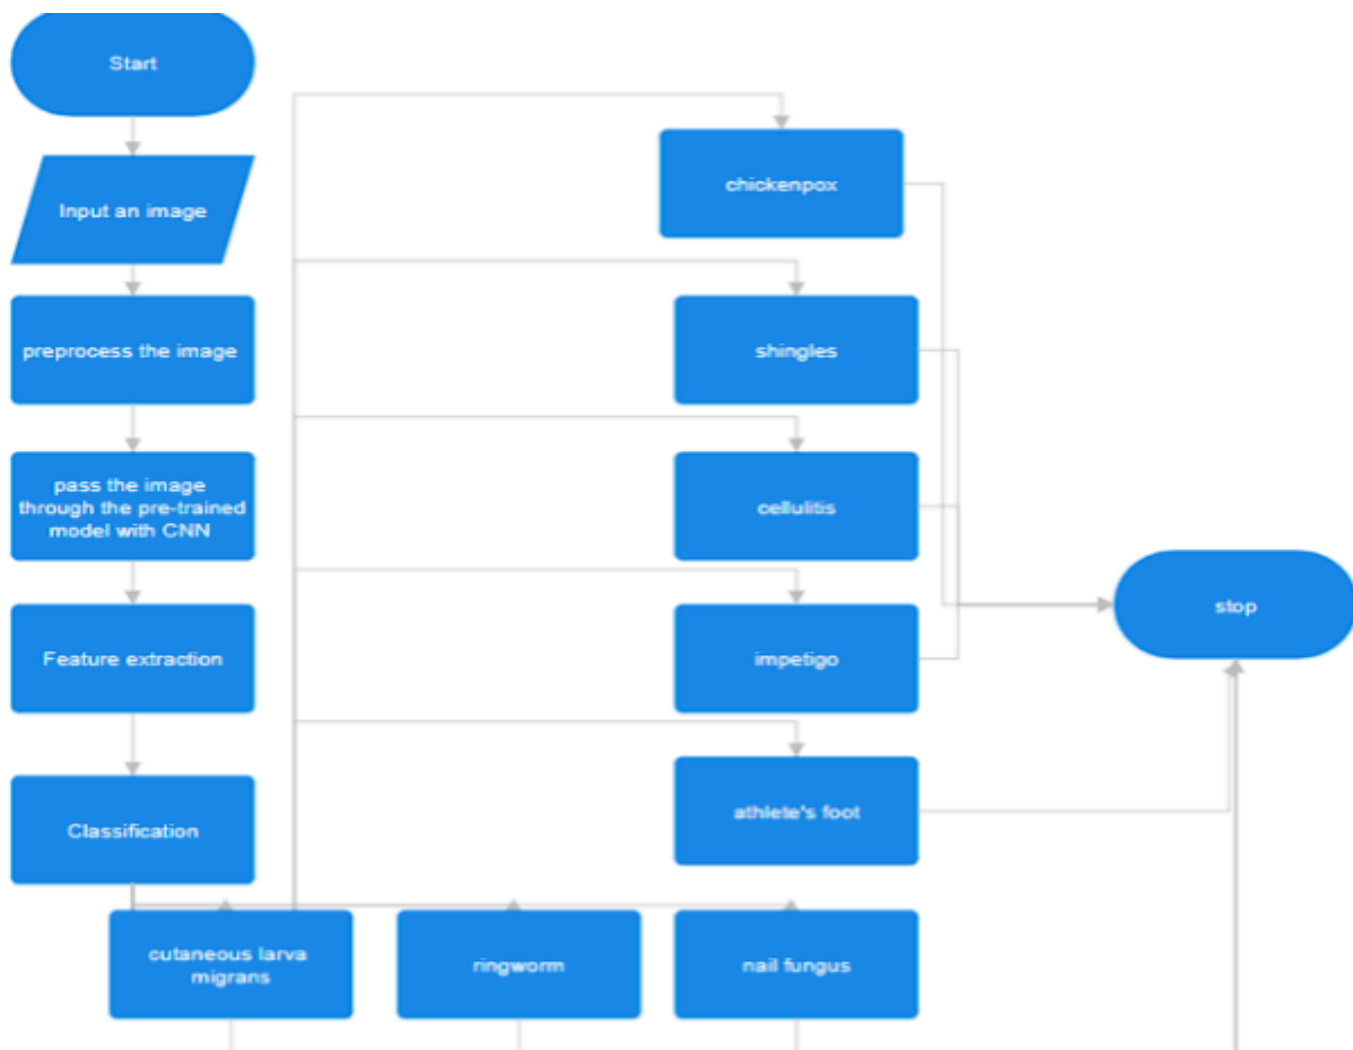 Start
Input an image
preprocess the image
pass the image
through the pre-trained
model with CNN
Feature extraction
Classification
chickenpox
shingles
cellulitis
impetigo
athlete's foot
cutaneous larva
migrans
ringworm
nail fungus
stop